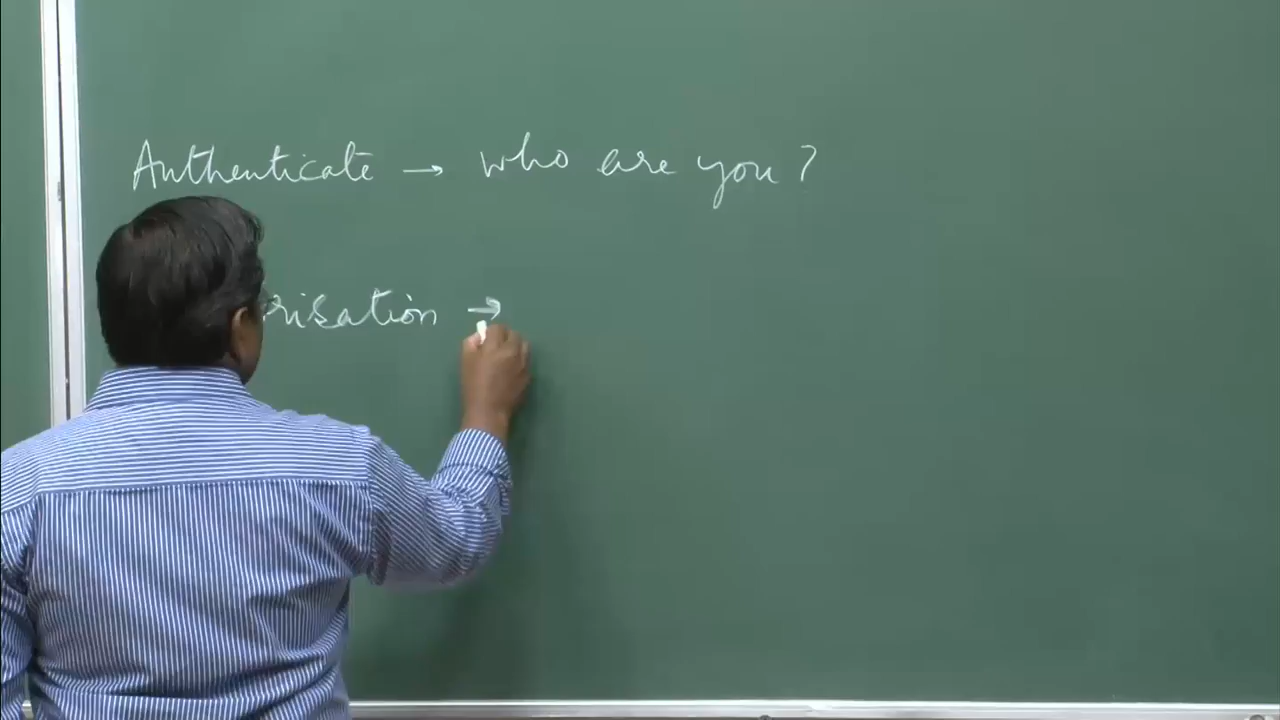 Authenticate → who are you?
risation →